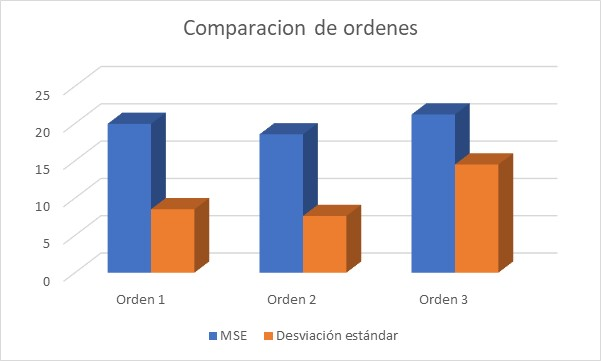 Comparacion de ordenes
25
20
15
10
5
0
Orden 1 Orden 2 Orden 3
MSE Desviación estándar